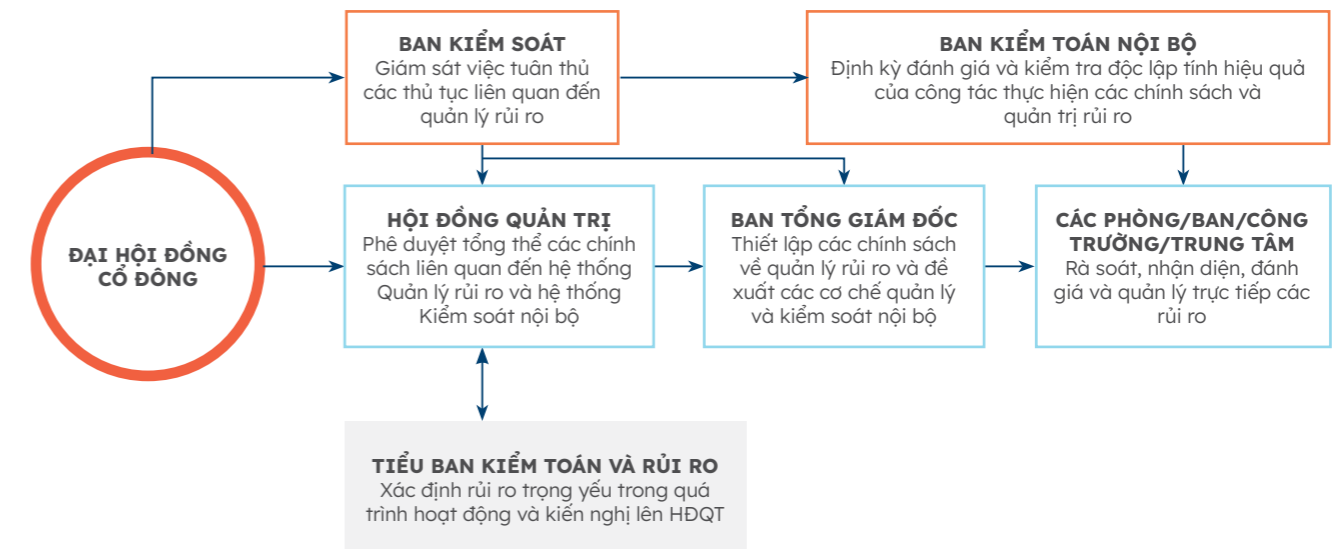 BAN KIỂM SOÁT
Giám sát việc tuân thủ
các thủ tục liên quan đến
quản lý rủi ro
BAN KIỂM TOÁN NỘI BỘ
Định kỳ đánh giá và kiểm tra độc lập tính hiệu quả
của công tác thực hiện các chính sách và
quản trị rủi ro
ĐẠI HỘI ĐỒNG
CỔ ĐÔNG
HỘI ĐỒNG QUẢN TRỊ
Phê duyệt tổng thể các chính
sách liên quan đến hệ thống
Quản lý rủi ro và hệ thống
Kiểm soát nội bộ
BAN TỔNG GIÁM ĐỐC
Thiết lập các chính sách
về quản lý rủi ro và đề
xuất các cơ chế quản lý
và kiểm soát nội bộ
CÁC PHÒNG/BAN/CÔNG
TRƯỜNG/TRUNG TÂM
Rà soát, nhận diện, đánh
giá và quản lý trực tiếp các
rủi ro
TIỂU BAN KIỂM TOÁN VÀ RỦI RO
Xác định rủi ro trọng yếu trong quá
trình hoạt động và kiến nghị lên HĐQT